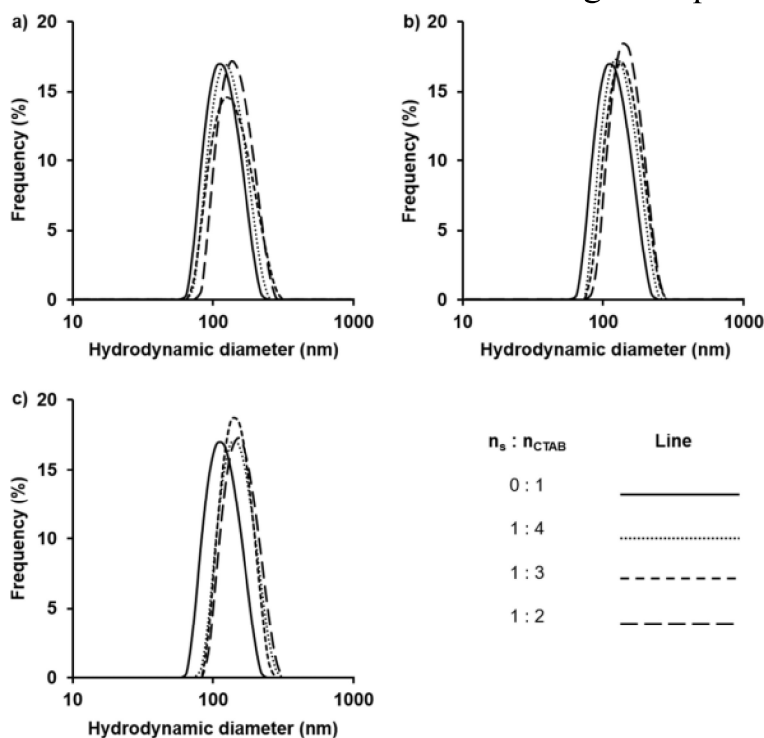 a)
20
15
10
5
0
Frequency (%)
10 100 1000
Hydrodynamic diameter (nm)
b)
20
15
10
5
0
Frequency (%)
10 100 1000
Hydrodynamic diameter (nm)
c)
20
15
10
5
0
Frequency (%)
10 100 1000
Hydrodynamic diameter (nm)
ns : nCTAB Line
0 : 1
1 : 4
1 : 3
1 : 2